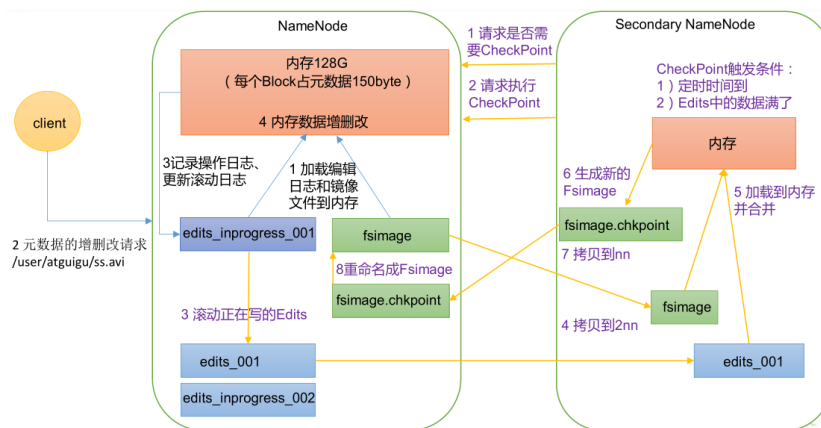 NameNode
Secondary NameNode
内存128G
（每个Block占元数据150byte）
4 内存数据增删改
1 请求是否需
要CheckPoint
2 请求执行
CheckPoint
CheckPoint触发条件：
1）定时时间到
2）Edits中的数据满了
client
内存
3记录操作日志、
更新滚动日志
1 加载编辑
日志和镜像
文件到内存
6 生成新的
Fsimage
5 加载到内存
并合并
2 元数据的增删改请求
/user/atguigu/ss.avi
edits_inprogress_001
fsimage
fsimage.chkpoint
7 拷贝到nn
8重命名成Fsimage
fsimage.chkpoint
fsimage
3 滚动正在写的Edits
4 拷贝到2nn
edits_001
edits_001
edits_inprogress_002